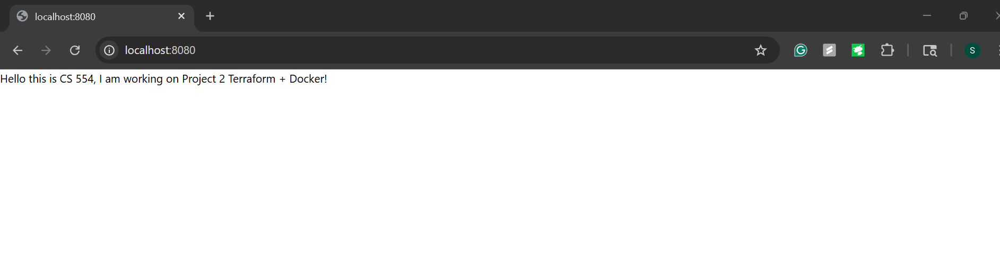 localhost:8080
localhost:8080
S
Hello this is CS 554, I am working on Project 2 Terraform + Docker!